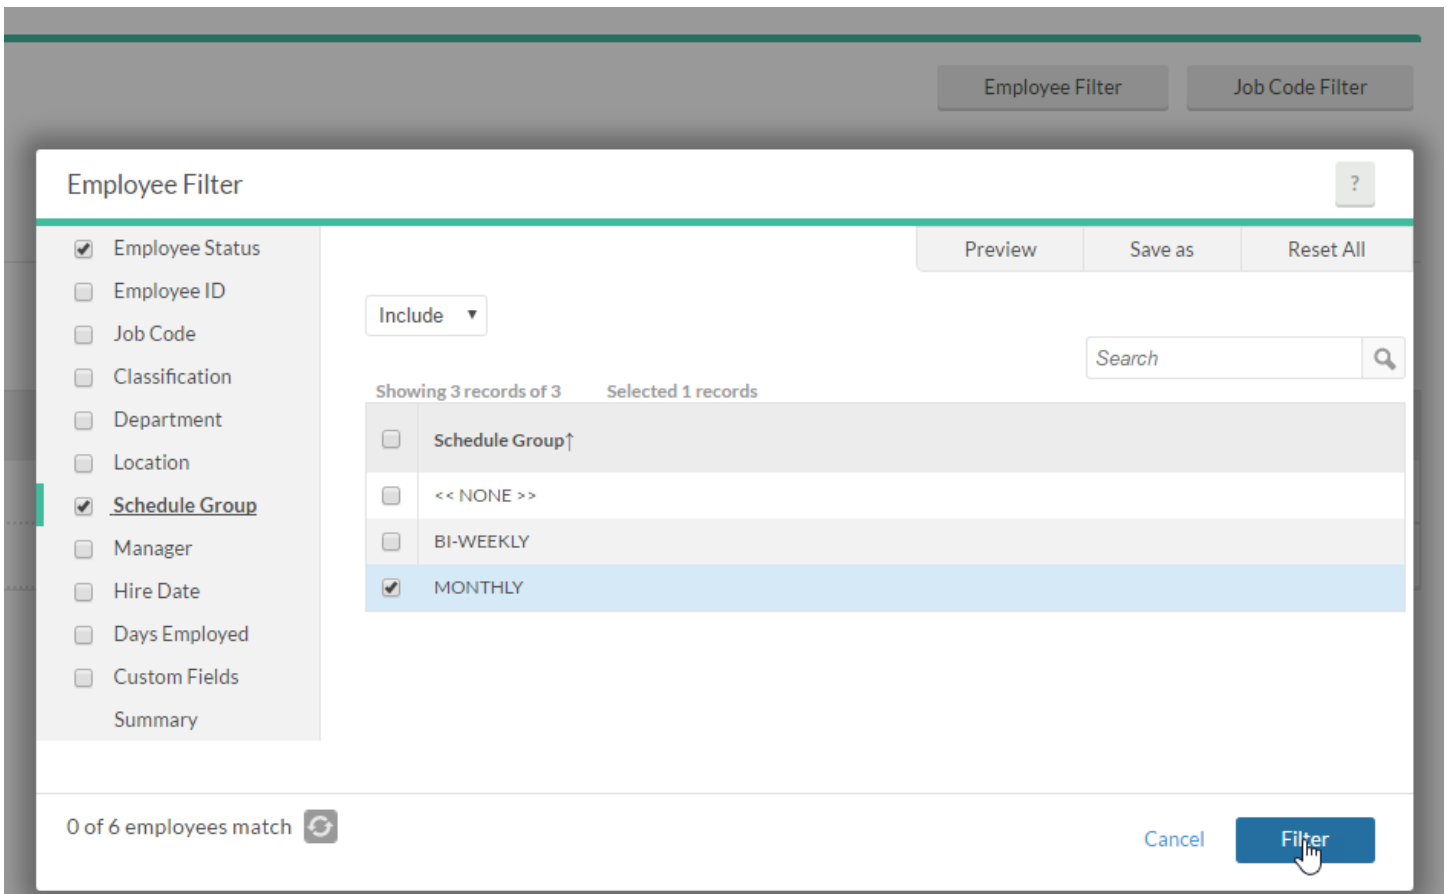 Employee Filter
Job Code Filter
Employee Filter
?
Employee Status
Employee ID
Job Code
Classification
Department
Location
Schedule Group
Manager
Hire Date
Days Employed
Custom Fields
Summary
Preview
Save as
Reset All
Include
Search
Showing 3 records of 3
Selected 1 records
Schedule Group↑
<< NONE >>
BI-WEEKLY
MONTHLY
0 of 6 employees match
Cancel
Filter